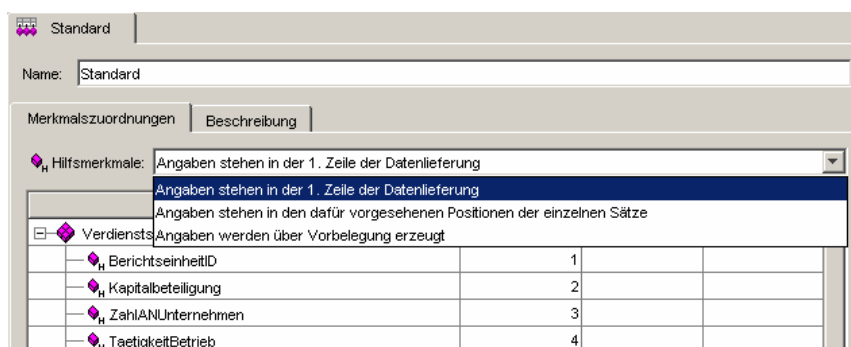 Standard
Name: Standard
Merkmalszuordnungen Beschreibung
H Hilfsmerkmale: Angaben stehen in der 1. Zeile der Datenlieferung
Angaben stehen in der 1. Zeile der Datenlieferung
Angaben stehen in den dafür vorgesehenen Positionen der einzelnen Sätze
Verdiensts Angaben werden über Vorbelegung erzeugt
H BerichtseinheitID 1
H Kapitalbeteiligung 2
H ZahlANUnternehmen 3
H TaetigkeitBetrieb 4